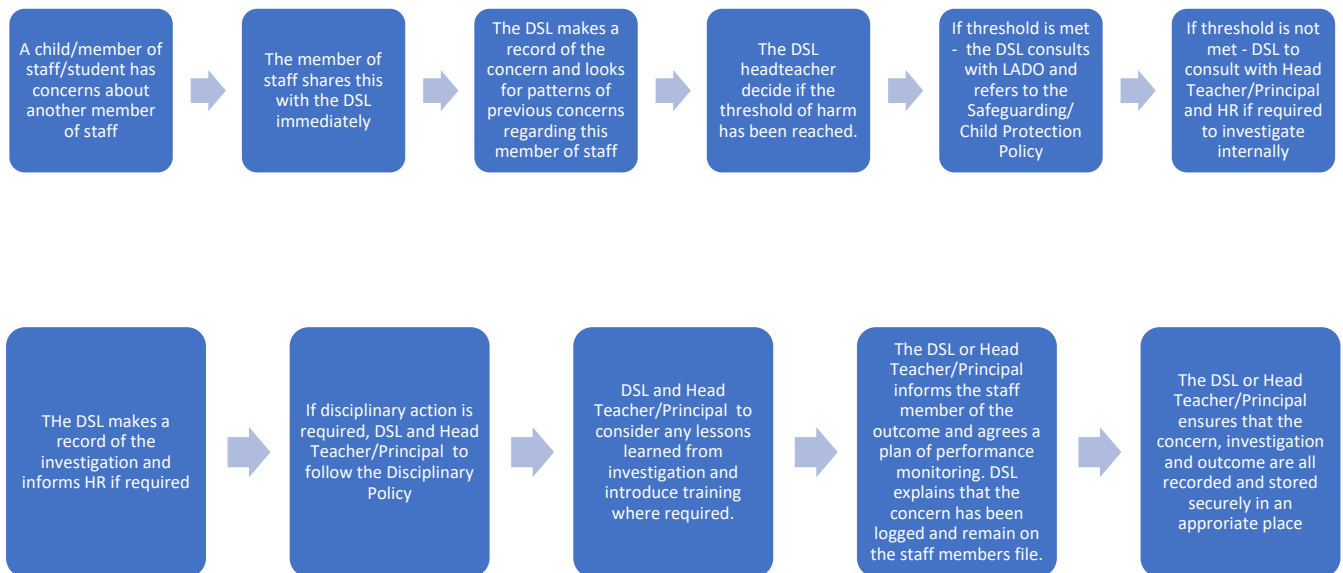 A child/member of
staff/student has
concerns about
another member
of staff
The member of
staff shares this
with the DSL
immediately
The DSL makes a
record of the
concern and looks
for patterns of
previous concerns
regarding this
member of staff
The DSL
headteacher
decide if the
threshold of harm
has been reached.
If threshold is met
- the DSL consults
with LADO and
refers to the
Safeguarding/
Child Protection
Policy
If threshold is not
met - DSL to
consult with Head
Teacher/Principal
and HR if required
to investigate
internally
THe DSL makes a
record of the
investigation and
informs HR if required
If disciplinary action is
required, DSL and Head
Teacher/Principal to
follow the Disciplinary
Policy
DSL and Head
Teacher/Principal to
consider any lessons
learned from
investigation and
introduce training
where required.
The DSL or Head
Teacher/Principal
informs the staff
member of the
outcome and agrees a
plan of performance
monitoring. DSL
explains that the
concern has been
logged and remain on
the staff members file.
The DSL or Head
Teacher/Principal
ensures that the
concern, investigation
and outcome are all
recorded and stored
securely in an
approriate place